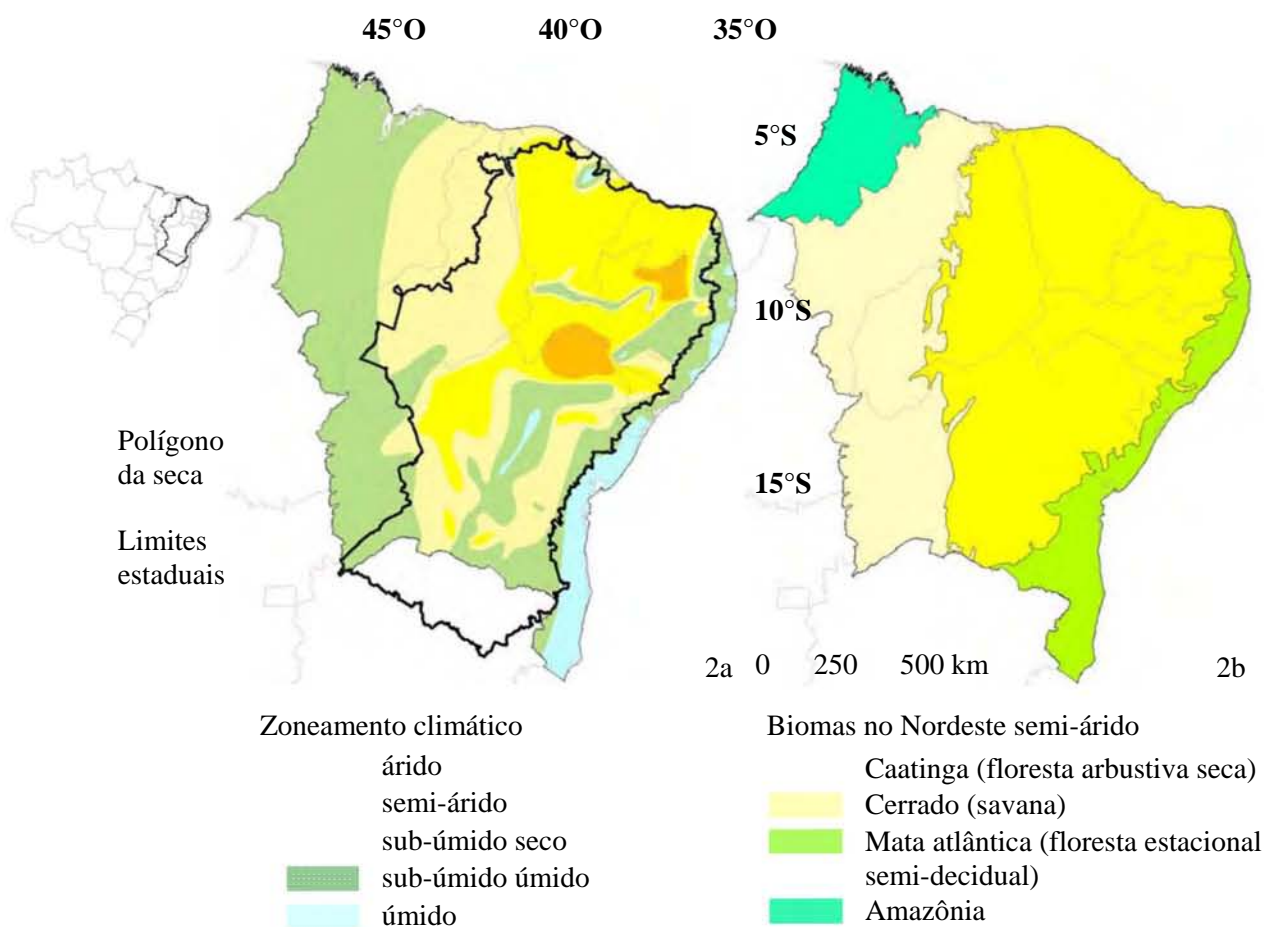 45°O 40°O 35°O
5°S
10°S
15°S
Polígono
da seca
Limites
estaduais
2a 0 250 500 km 2b
Zoneamento climático
árido
semi-árido
sub-úmido seco
sub-úmido úmido
úmido
Biomas no Nordeste semi-árido
Caatinga (floresta arbustiva seca)
Cerrado (savana)
Mata atlântica (floresta estacional
semi-decidual)
Amazônia